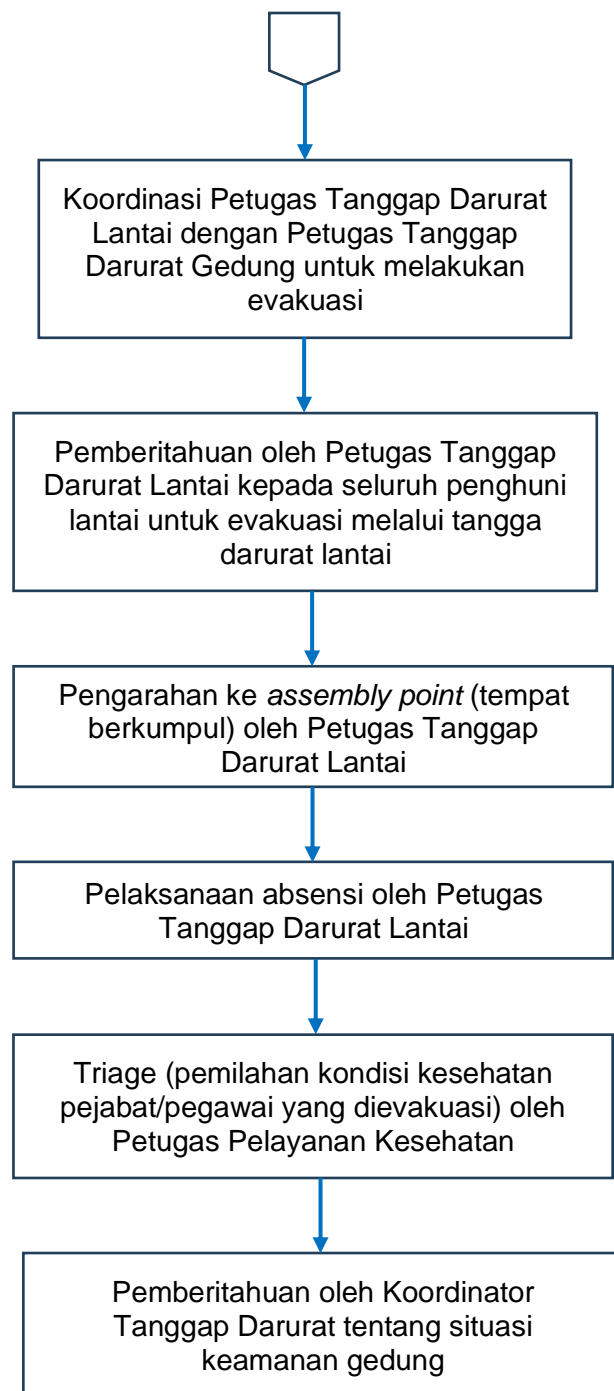 Koordinasi Petugas Tanggap Darurat
Lantai dengan Petugas Tanggap
Darurat Gedung untuk melakukan
evakuasi
Pemberitahuan oleh Petugas Tanggap
Darurat Lantai kepada seluruh penghuni
lantai untuk evakuasi melalui tangga
darurat lantai
Pengarahan ke assembly point (tempat
berkumpul) oleh Petugas Tanggap
Darurat Lantai
Pelaksanaan absensi oleh Petugas
Tanggap Darurat Lantai
Triage (pemilahan kondisi kesehatan
pejabat/pegawai yang dievakuasi) oleh
Petugas Pelayanan Kesehatan
Pemberitahuan oleh Koordinator
Tanggap Darurat tentang situasi
keamanan gedung